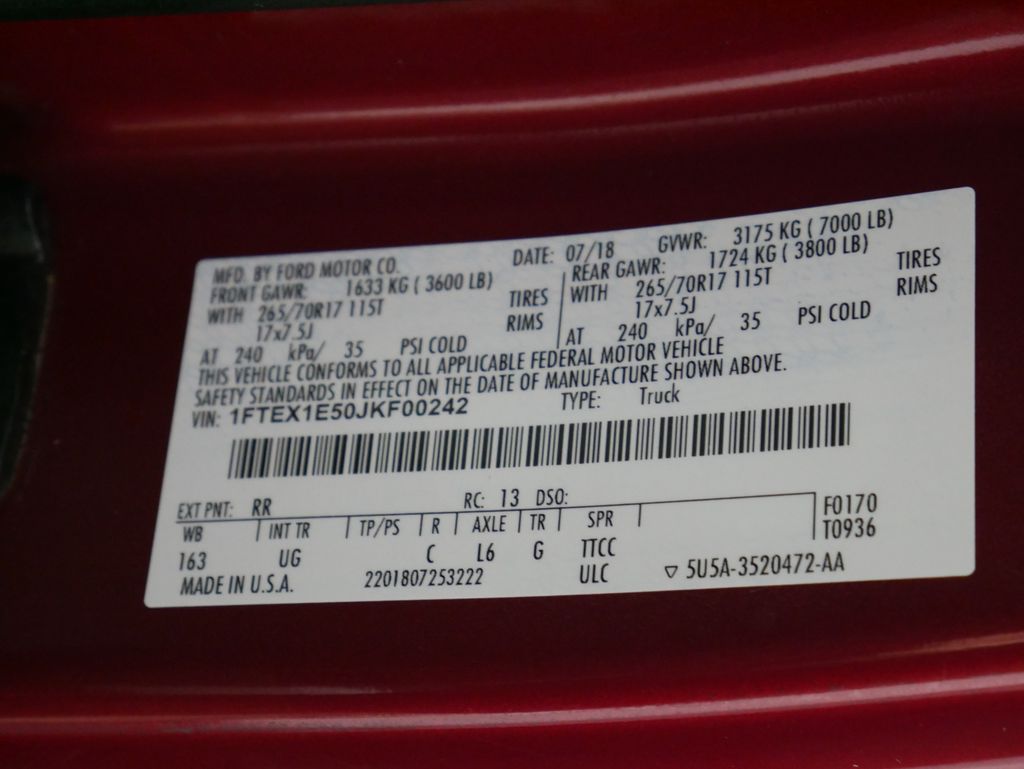 MFD. BY FORD MOTOR CO. DATE: 07/18 GVWR: 3175 KG ( 7000 LB)
FRONT GAWR: 1633 KG ( 3600 LB) REAR GAWR: 1724 KG ( 3800 LB)
WITH 265/70R17 115T TIRES WITH 265/70R17 115T TIRES
17x7.5J RIMS 17x7.5J RIMS
AT 240 kPa/ 35 PSI COLD AT 240 kPa/ 35 PSI COLD
THIS VEHICLE CONFORMS TO ALL APPLICABLE FEDERAL MOTOR VEHICLE
SAFETY STANDARDS IN EFFECT ON THE DATE OF MANUFACTURE SHOWN ABOVE.
VIN: 1FTEX1E50JKF00242 TYPE: Truck
EXT PNT: RR RC: 13 DSO:
WB INT TR TP/PS R AXLE TR SPR F0170
163 UG C L6 G TTCC T0936
MADE IN U.S.A. 2201807253222 ULC ▽ 5U5A-3520472-AA